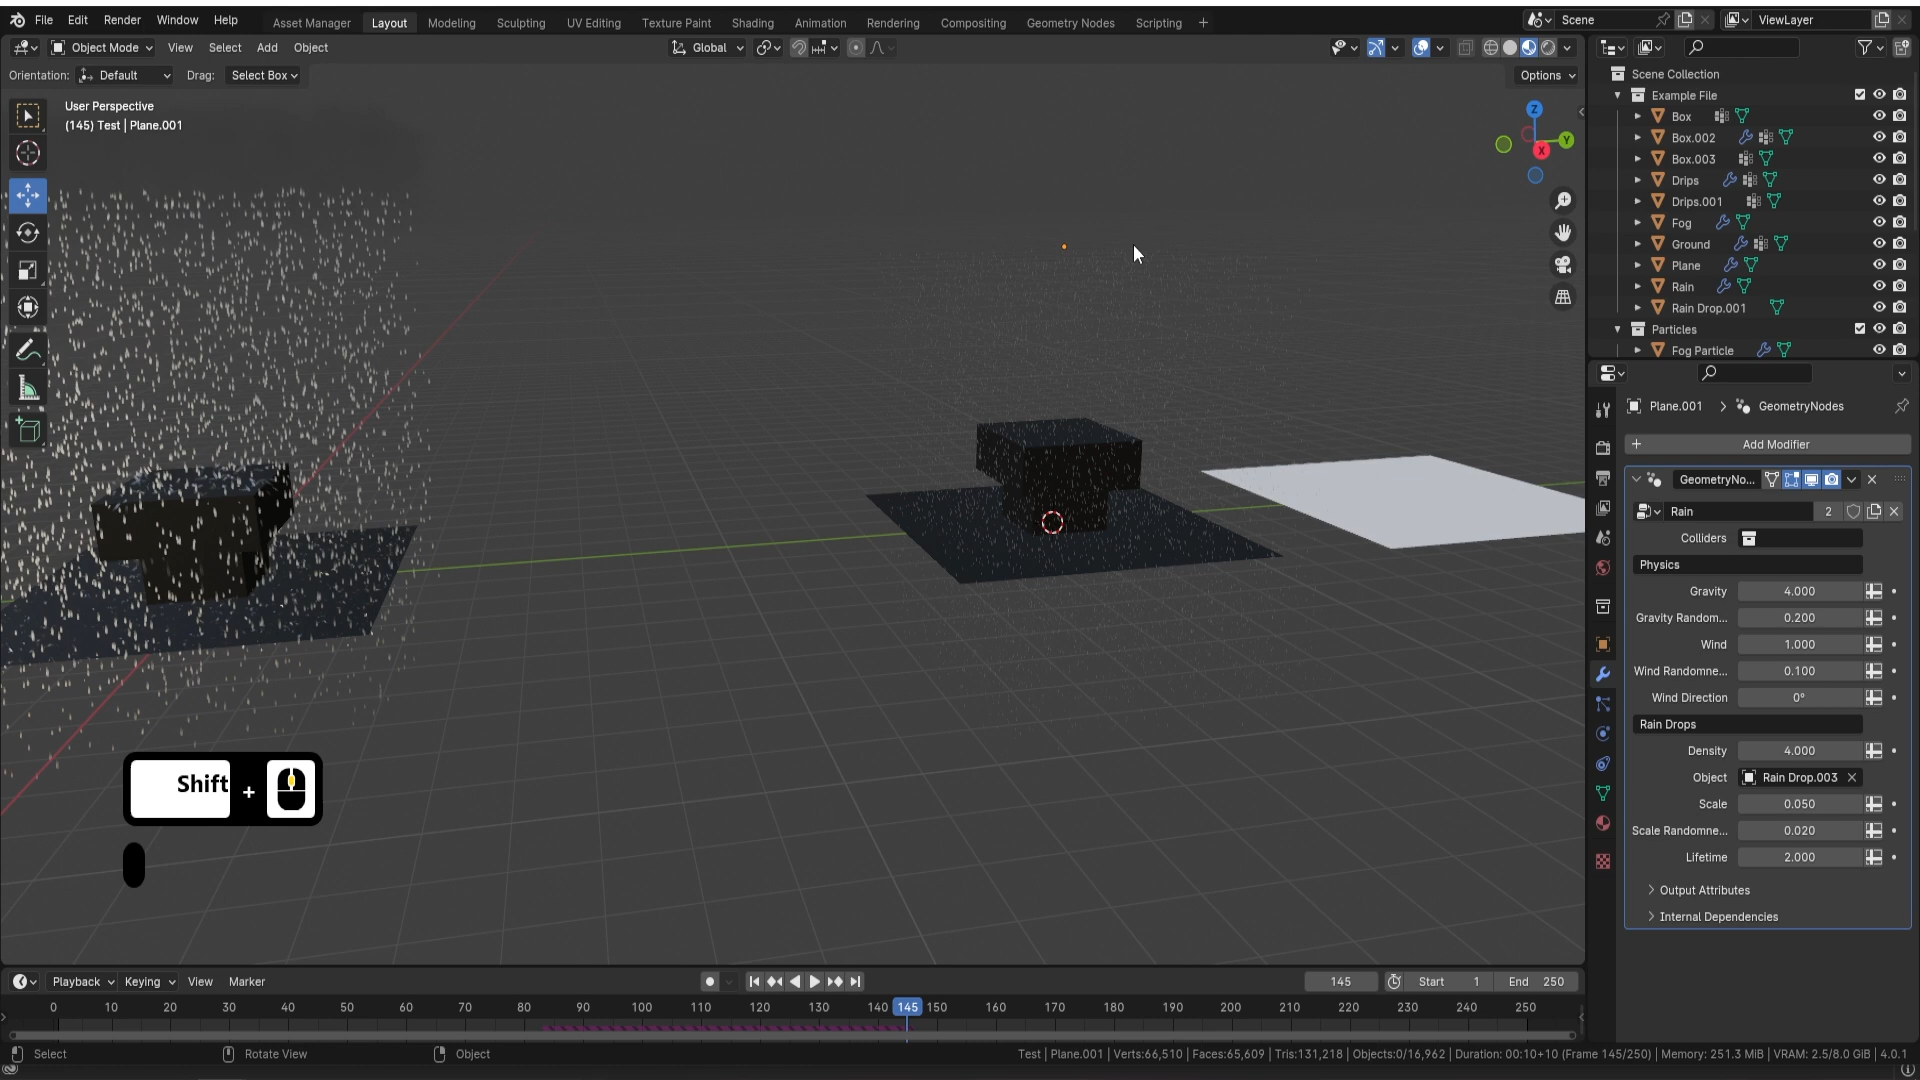 File Edit Render Window Help Asset Manager Layout Modeling Sculpting UV Editing Texture Paint Shading Animation Rendering Compositing Geometry Nodes Scripting + Scene ViewLayer
Object Mode View Select Add Object Global
Orientation: Default Drag: Select Box Options
User Perspective
(145) Test | Plane.001
Z
Y
X
Scene Collection
Example File
Box
Box.002
Box.003
Drips
Drips.001
Fog
Ground
Plane
Rain
Rain Drop.001
Particles
Fog Particle
Plane.001 > GeometryNodes
+ Add Modifier
GeometryNo...
Rain 2
Colliders
Physics
Gravity 4.000
Gravity Random... 0.200
Wind 1.000
Wind Randomne... 0.100
Wind Direction 0°
Rain Drops
Density 4.000
Object Rain Drop.003
Scale 0.050
Scale Randomne... 0.020
Lifetime 2.000
Output Attributes
Internal Dependencies
Shift +
Playback Keying View Marker 145 Start 1 End 250
0 10 20 30 40 50 60 70 80 90 100 110 120 130 140 145 150 160 170 180 190 200 210 220 230 240 250
Select Rotate View Object Test | Plane.001 | Verts:66,510 | Faces:65,609 | Tris:131,218 | Objects:0/16,962 | Duration: 00:10+10 (Frame 145/250) | Memory: 251.3 MiB | VRAM: 2.5/8.0 GiB | 4.0.1